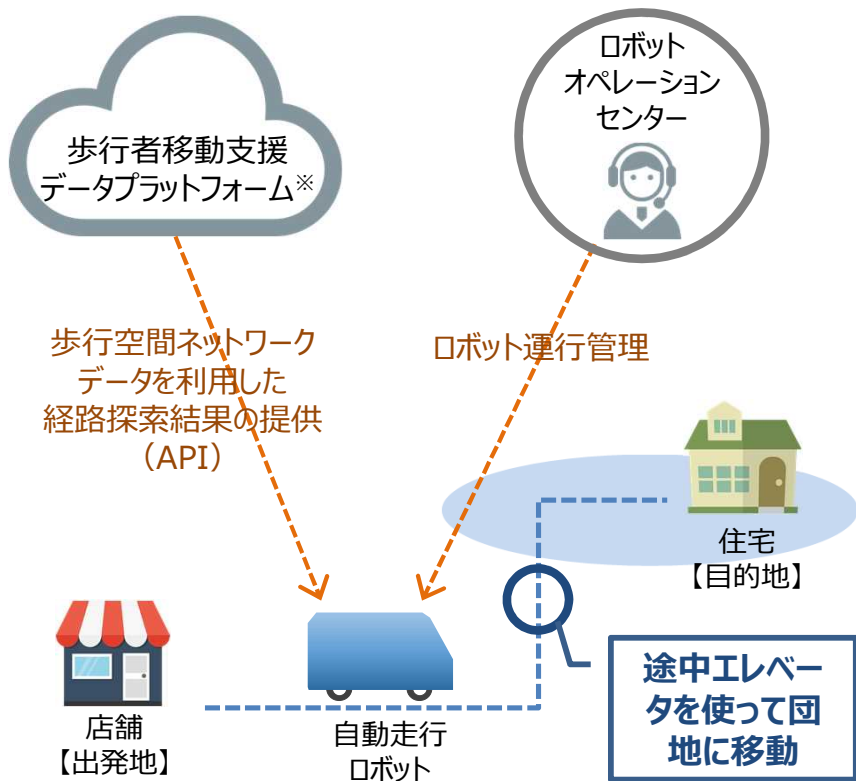 歩行者移動支援
データプラットフォーム※
ロボット
オペレーション
センター
歩行空間ネットワーク
データを利用した
経路探索結果の提供
（API）
ロボット運行管理
住宅
【目的地】
途中エレベー
タを使って団
地に移動
店舗
【出発地】
自動走行
ロボット